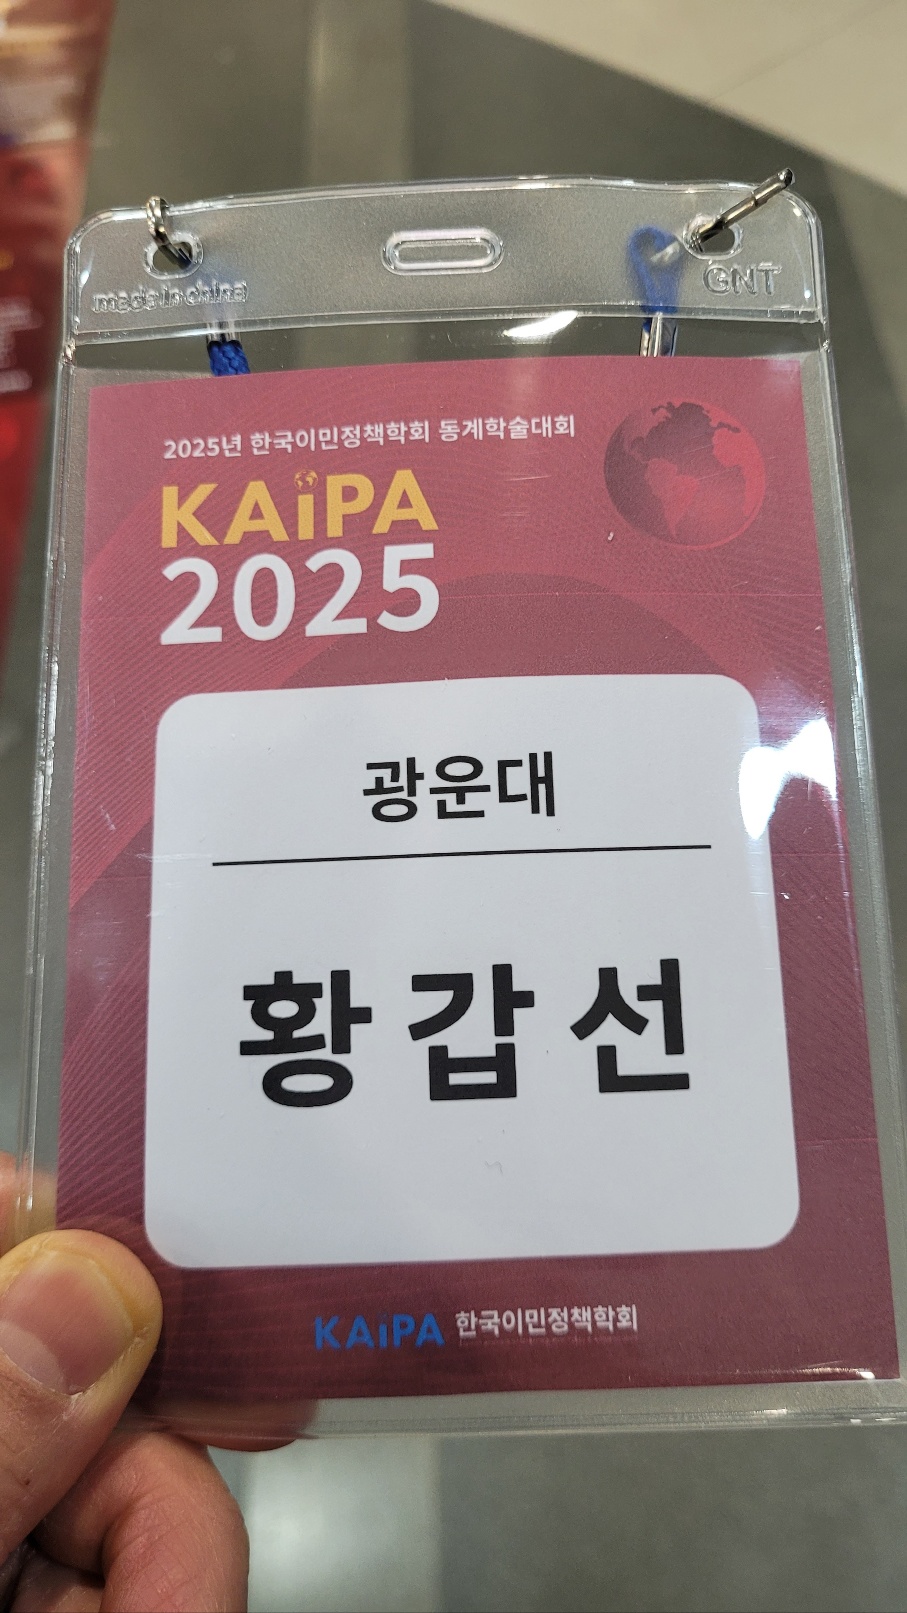 made in china
GNT
2025년 한국이민정책학회 동계학술대회
KAiPA
2025
광운대
황갑선
KAiPA 한국이민정책학회